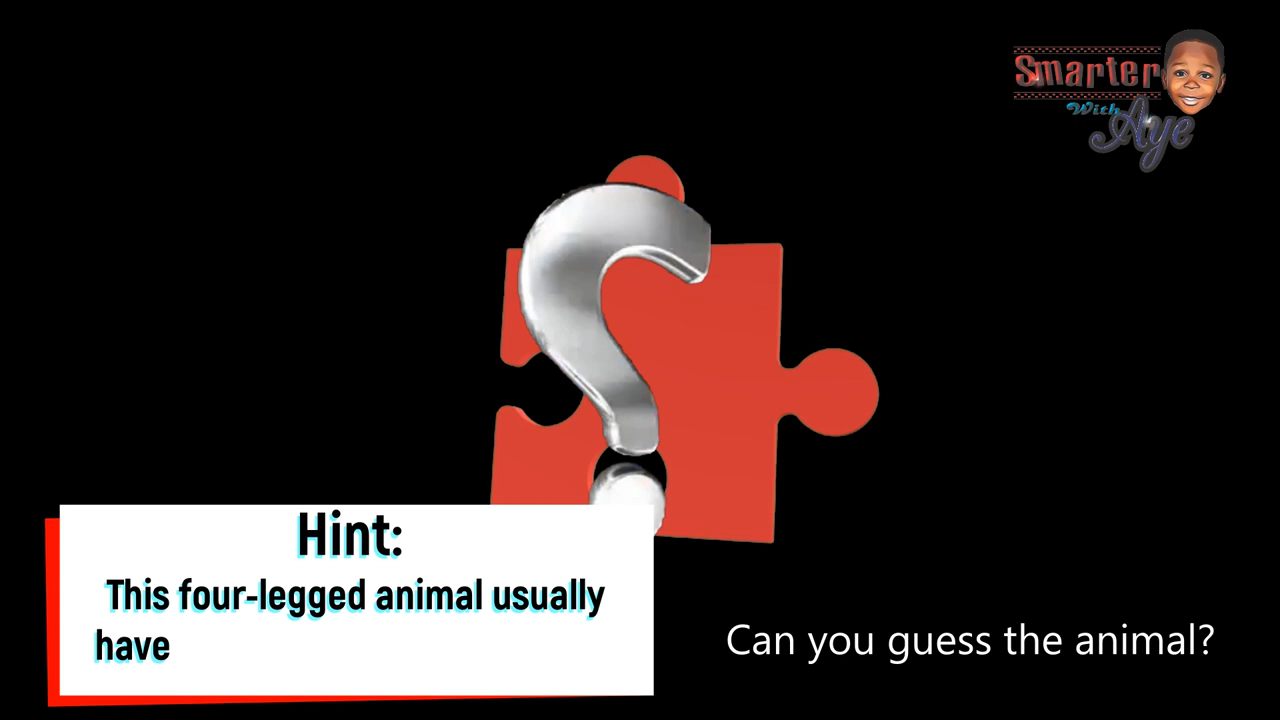 Smarter
With
Aye
Hint:
This four-legged animal usually
have
Can you guess the animal?